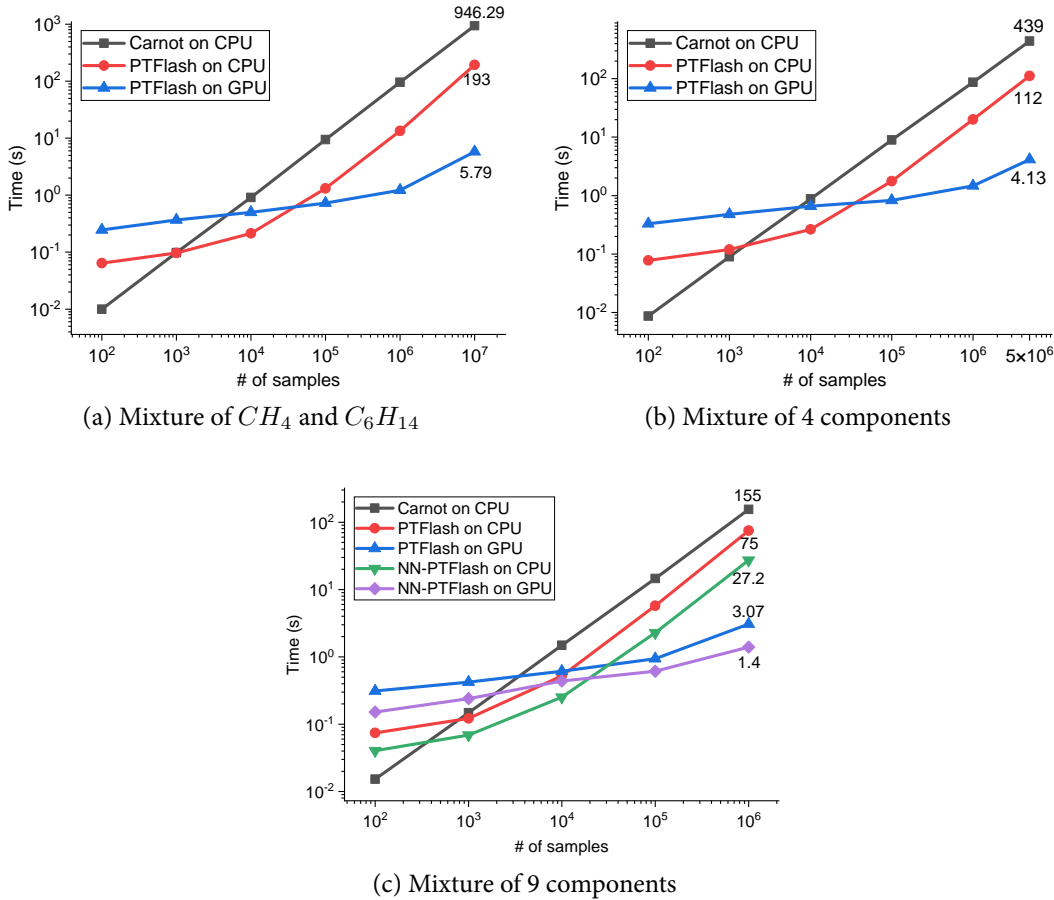 946.29
10³
Carnot on CPU
PTFlash on CPU
PTFlash on GPU
10²
193
10¹
5.79
10⁰
10⁻¹
10⁻²
Time (s)
10² 10³ 10⁴ 10⁵ 10⁶ 10⁷
# of samples
(a) Mixture of CH₄ and C₆H₁₄
439
Carnot on CPU
PTFlash on CPU
PTFlash on GPU
10²
112
10¹
4.13
10⁰
10⁻¹
10⁻²
Time (s)
10² 10³ 10⁴ 10⁵ 10⁶ 5×10⁶
# of samples
(b) Mixture of 4 components
155
Carnot on CPU
PTFlash on CPU
PTFlash on GPU
NN-PTFlash on CPU
NN-PTFlash on GPU
10²
75
27.2
10¹
3.07
10⁰
1.4
10⁻¹
10⁻²
Time (s)
10² 10³ 10⁴ 10⁵ 10⁶
# of samples
(c) Mixture of 9 components